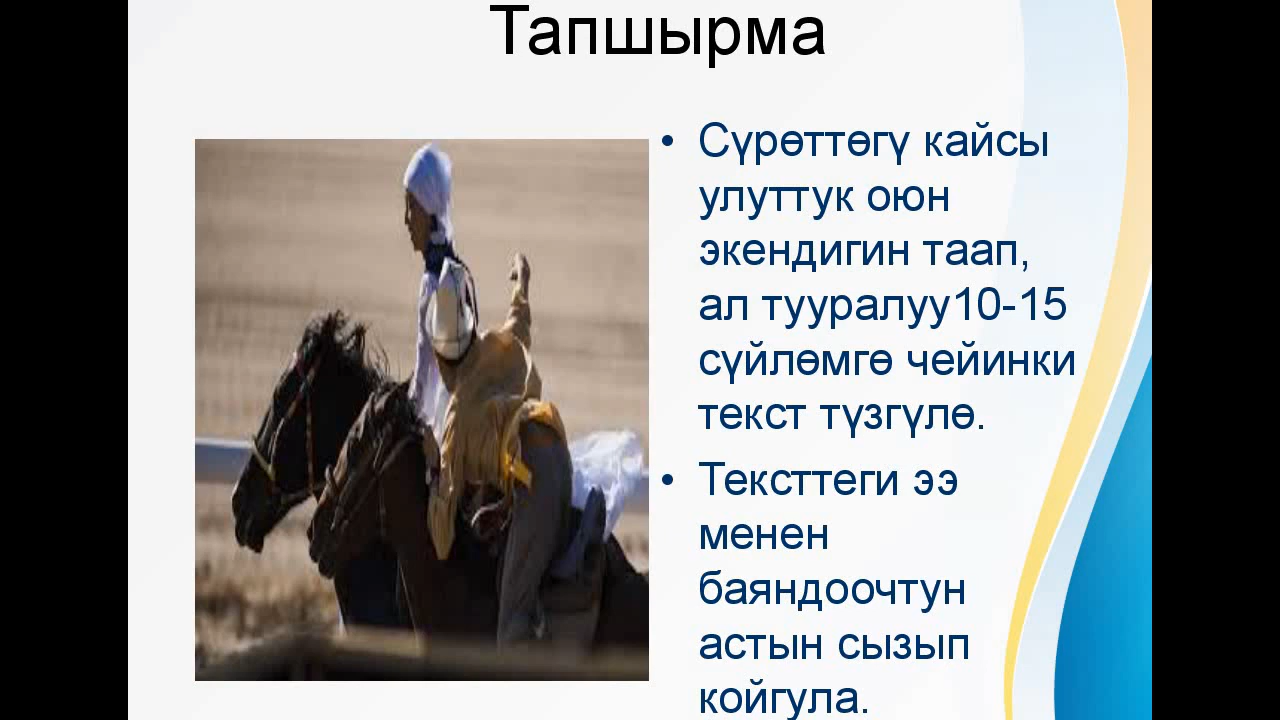 Тапшырма
• Сүрөттөгү кайсы
улуттук оюн
экендигин таап,
ал тууралуу10-15
сүйлөмгө чейинки
текст түзгүлө.
• Тексттеги ээ
менен
баяндоочтун
астын сызып
койгула.